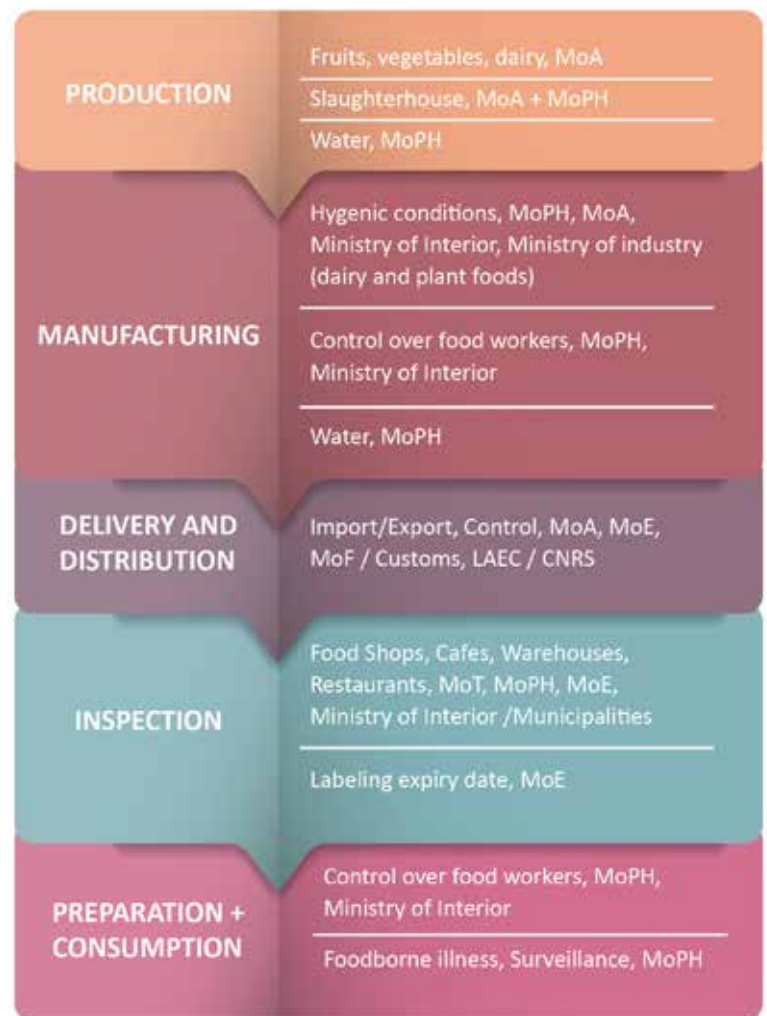 PRODUCTION
Fruits, vegetables, dairy, MoA
Slaughterhouse, MoA + MoPH
Water, MoPH
MANUFACTURING
Hygenic conditions, MoPH, MoA,
Ministry of Interior, Ministry of industry
(dairy and plant foods)
Control over food workers, MoPH,
Ministry of Interior
Water, MoPH
DELIVERY AND
DISTRIBUTION
Import/Export, Control, MoA, MoE,
MoF / Customs, LAEC / CNRS
INSPECTION
Food Shops, Cafes, Warehouses,
Restaurants, MoT, MoPH, MoE,
Ministry of Interior /Municipalities
Labeling expiry date, MoE
PREPARATION +
CONSUMPTION
Control over food workers, MoPH,
Ministry of Interior
Foodborne illness, Surveillance, MoPH